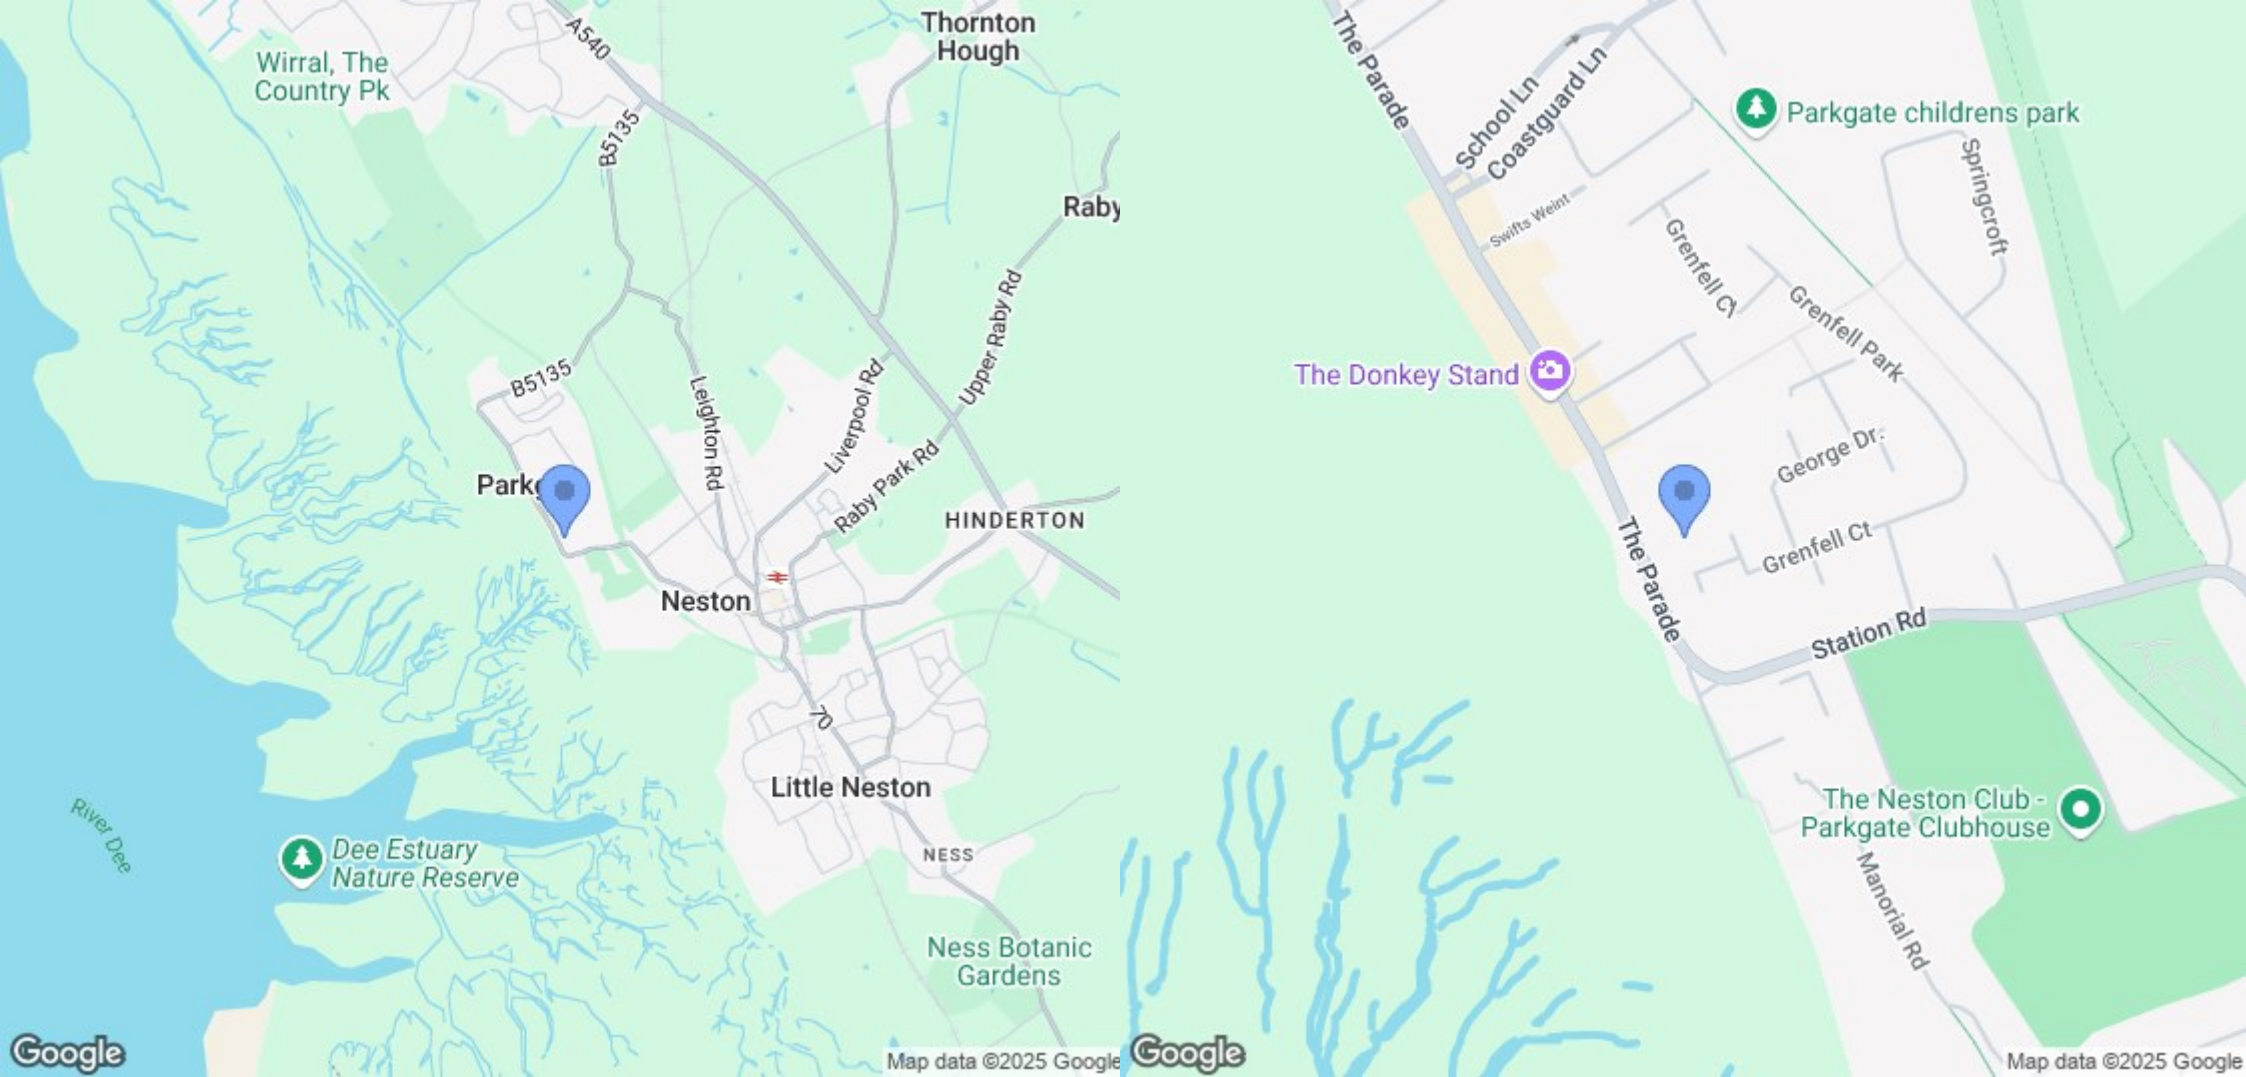 A540
Thornton
Hough
Wirral, The
Country Pk
B5135
Raby
Upper Raby Rd
B5135
Leighton Rd
Liverpool Rd
Raby Park Rd
HINDERTON
Neston
70
Little Neston
River Dee
Dee Estuary
Nature Reserve
NESS
Ness Botanic
Gardens
Google
Map data ©2025 Google
The Parade
School Ln
Coastguard Ln
Parkgate childrens park
Springcroft
Swifts Weint
Grenfell Ct
Grenfell Park
The Donkey Stand
George Dr.
The Parade
Grenfell Ct
Station Rd
The Neston Club -
Parkgate Clubhouse
Manorial Rd
Google
Map data ©2025 Google